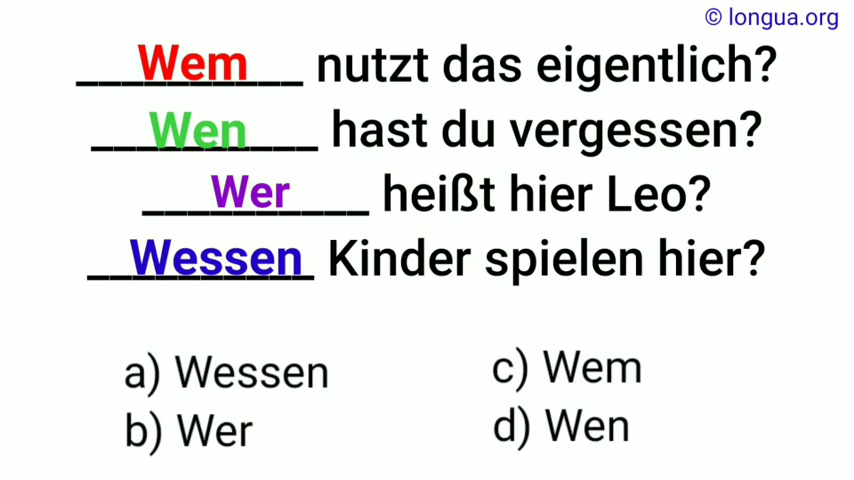 © longua.org
Wem nutzt das eigentlich?
Wen hast du vergessen?
Wer heißt hier Leo?
Wessen Kinder spielen hier?
a) Wessen
c) Wem
b) Wer
d) Wen